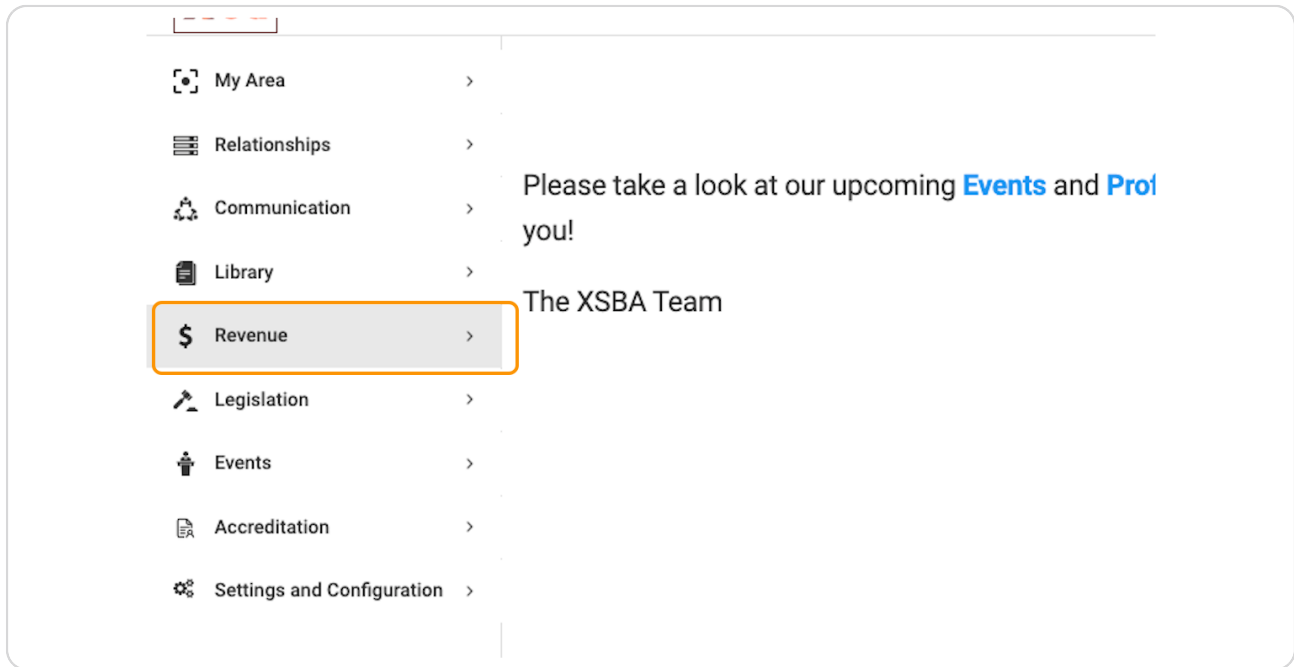 My Area
Relationships
Communication
Library
Revenue
Legislation
Events
Accreditation
Settings and Configuration
Please take a look at our upcoming Events and
you!
The XSBA Team